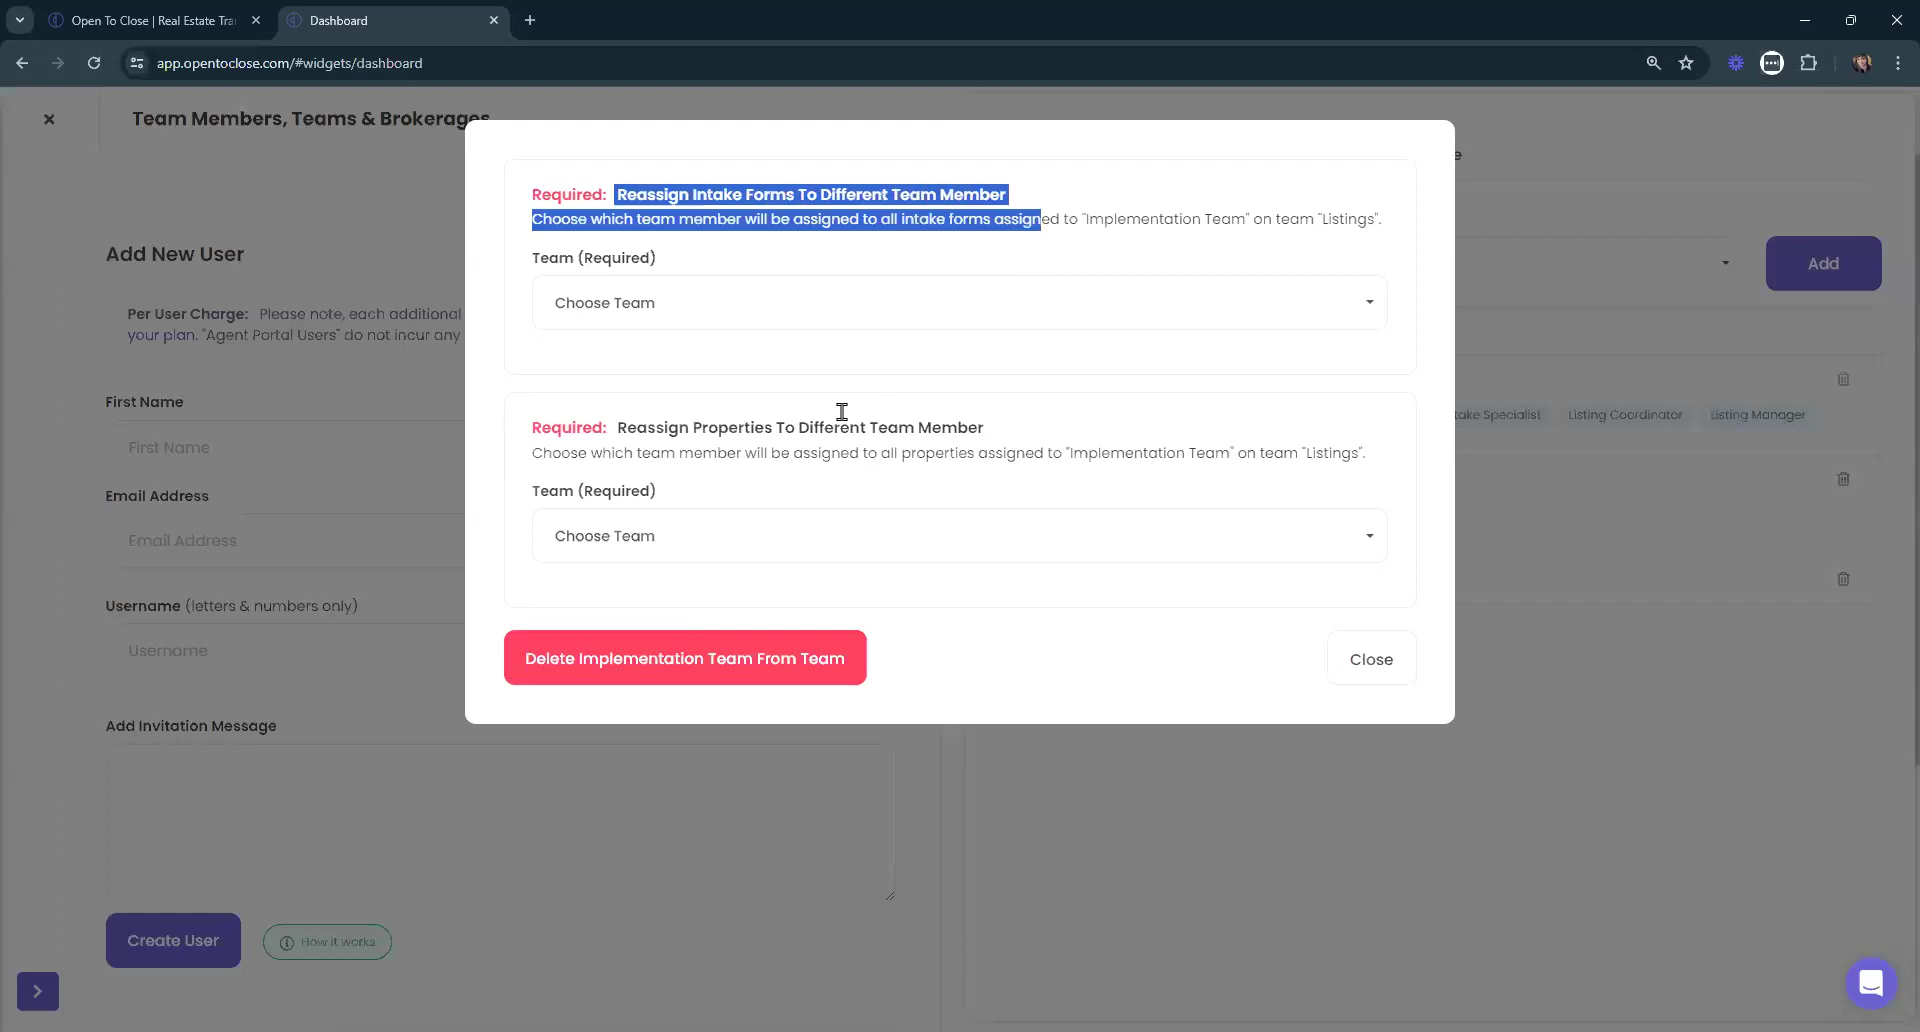 Open To Close | Real Estate Tra
Dashboard
app.opentoclose.com/#widgets/dashboard
Team Members, Teams & Brokerages
Required: Reassign Intake Forms To Different Team Member
Choose which team member will be assigned to all intake forms assigned to "Implementation Team" on team "Listings".
Team (Required)
Choose Team
Required: Reassign Properties To Different Team Member
Choose which team member will be assigned to all properties assigned to "Implementation Team" on team "Listings".
Team (Required)
Choose Team
Delete Implementation Team From Team
Close
Add New User
Per User Charge: Please note, each additional
your plan. "Agent Portal Users" do not incur any
First Name
First Name
Email Address
Email Address
Username (letters & numbers only)
Username
Add Invitation Message
Create User
How it works
e
Add
take Specialist
Listing Coordinator
Listing Manager